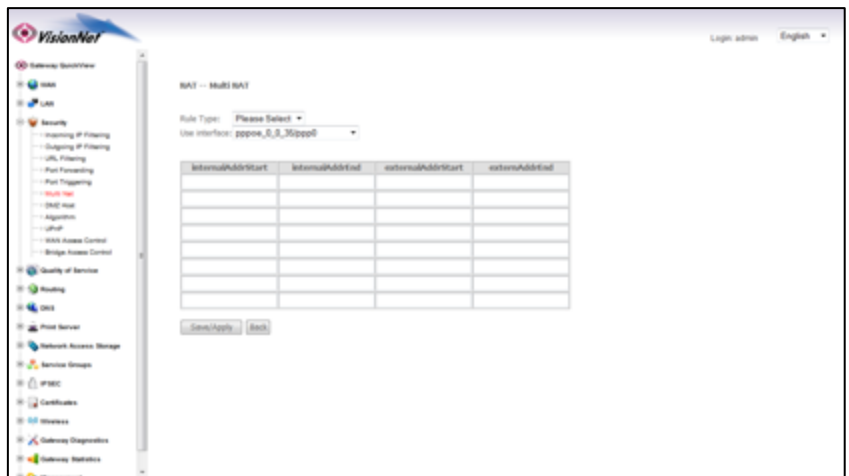 VisionNet
Login: admin English
Gateway QuickView
WAN
LAN
Security
Incoming IP Filtering
Outgoing IP Filtering
URL Filtering
Port Forwarding
Port Triggering
Multi Nat
DMZ Host
Algorithm
UPnP
WAN Access Control
Bridge Access Control
Quality of Service
Routing
DNS
Print Server
Network Access Storage
Service Groups
IPSEC
Certificates
Wireless
Gateway Diagnostics
Gateway Statistics
NAT -- Multi NAT
Rule Type: Please Select
Use interface: pppoe_0_0_35/ppp0
internalAddrStart internalAddrEnd externalAddrStart externAddrEnd
Save/Apply Back